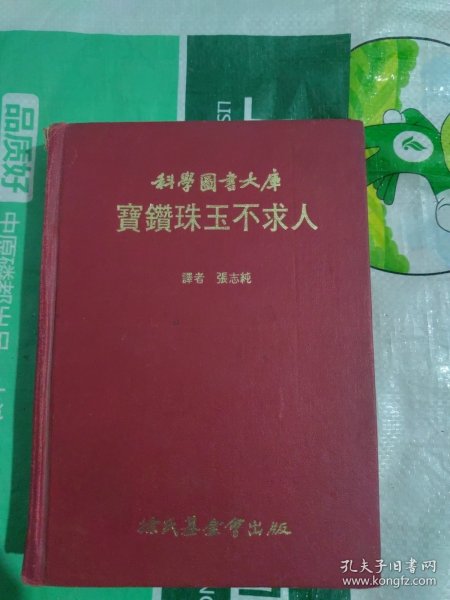 科學圖書大庫
寶鑽珠玉不求人
譯者 張志純
徐氏基金會出版
品质好
LIS
孔夫子旧书网
www.kongfz.com